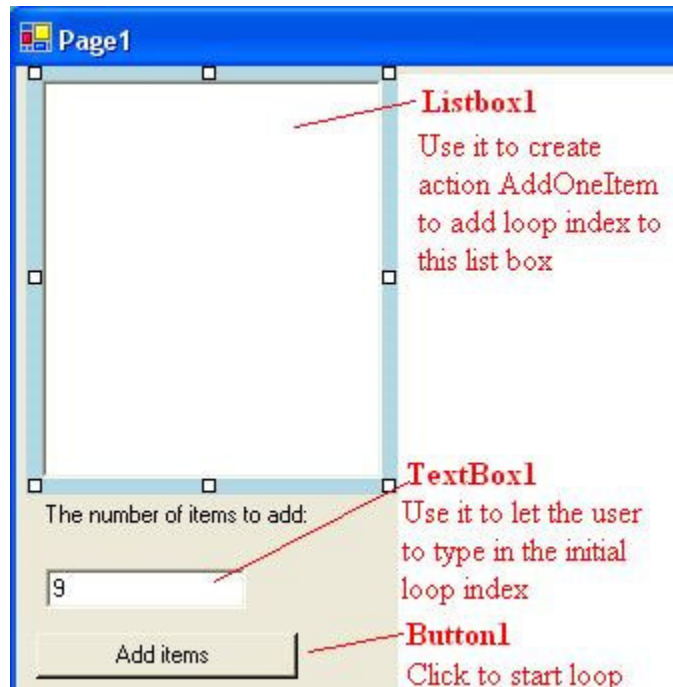 Page1
Listbox1
Use it to create
action AddOneItem
to add loop index to
this list box
The number of items to add:
9
TextBox1
Use it to let the user
to type in the initial
loop index
Add items
Button1
Click to start loop